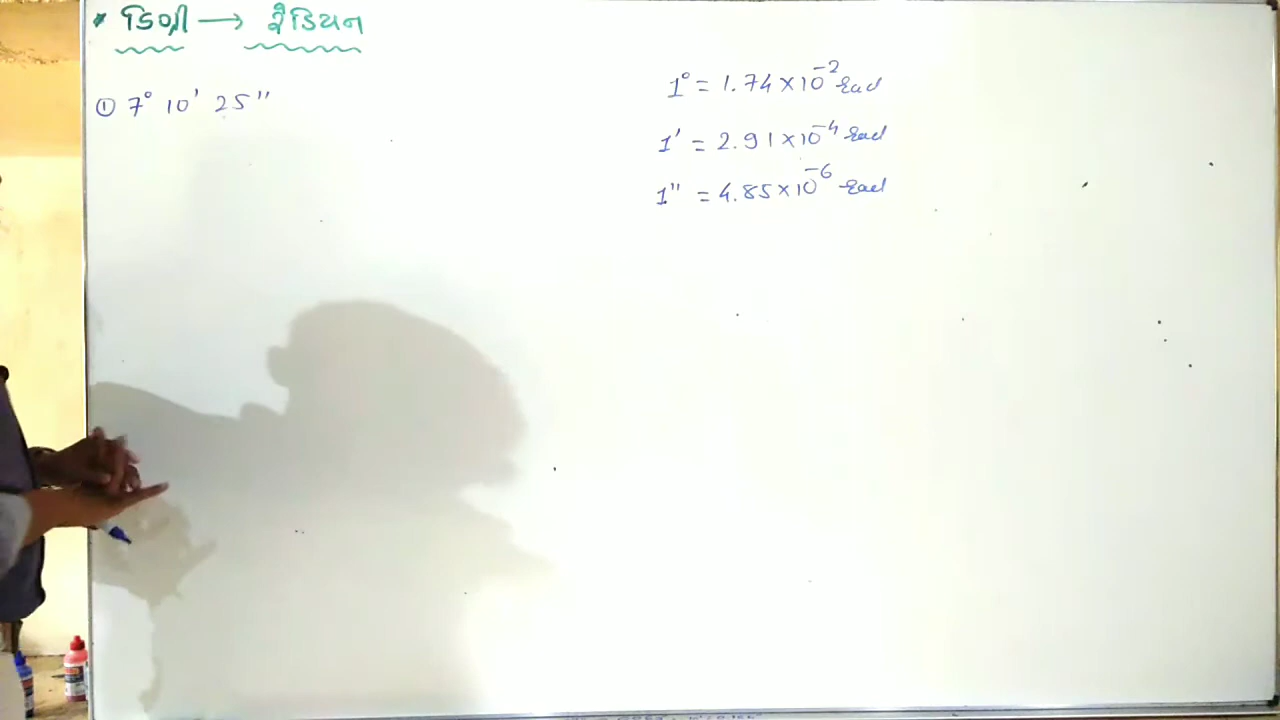 * ડિગ્રી → રેડિયન
① 7° 10' 25"
1° = 1.74 × 10⁻² rad
1' = 2.91 × 10⁻⁴ rad
1" = 4.85 × 10⁻⁶ rad